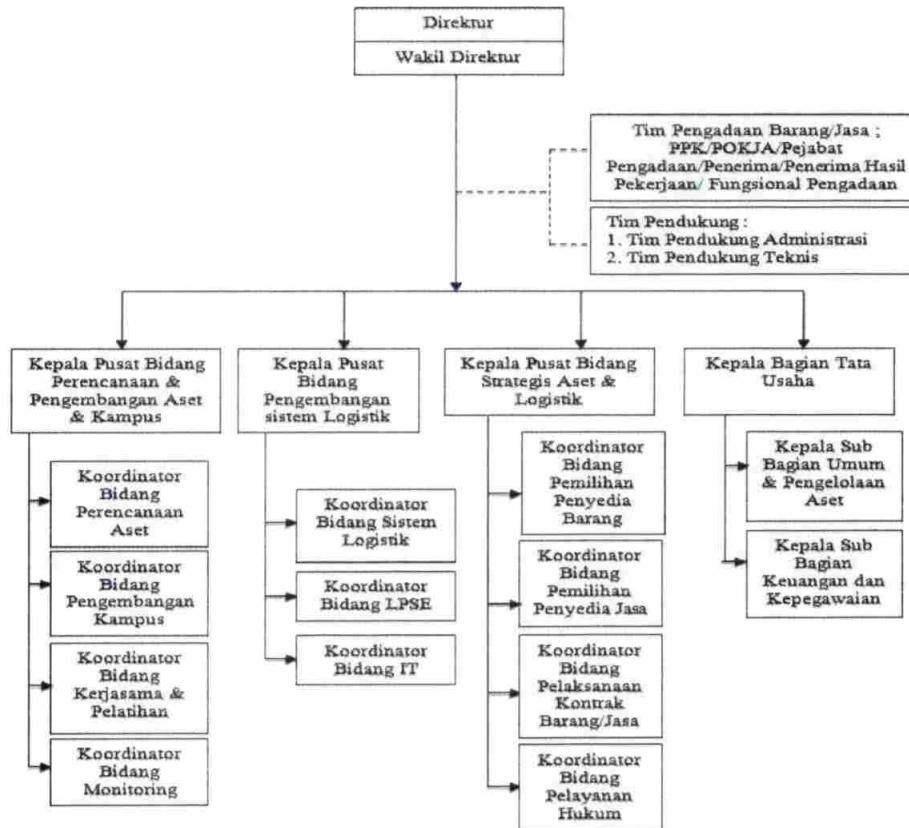 Direktur
Wakil Direktur
Tim Pengadaan Barang/Jasa ;
PPK/POKJA/Pejabat
Pengadaan/Penerima/Penerima Hasil
Pekerjaan/ Fungsional Pengadaan
Tim Pendukung :
1. Tim Pendukung Administrasi
2. Tim Pendukung Teknis
Kepala Pusat Bidang
Perencanaan &
Pengembangan Aset
& Kampus
Koordinator
Bidang
Perencanaan
Aset
Koordinator
Bidang
Pengembangan
Kampus
Koordinator
Bidang
Kerjasama &
Pelatihan
Koordinator
Bidang
Monitoring
Kepala Pusat
Bidang
Pengembangan
sistem Logistik
Koordinator
Bidang Sistem
Logistik
Koordinator
Bidang LPSE
Koordinator
Bidang IT
Kepala Pusat Bidang
Strategis Aset &
Logistik
Koordinator
Bidang
Pemilihan
Penyedia
Barang
Koordinator
Bidang
Pemilihan
Penyedia Jasa
Koordinator
Bidang
Pelaksanaan
Kontrak
Barang/Jasa
Koordinator
Bidang
Pelayanan
Hukum
Kepala Bagian Tata
Usaha
Kepala Sub
Bagian Umum
& Pengelolaan
Aset
Kepala Sub
Bagian
Keuangan dan
Kepegawaian